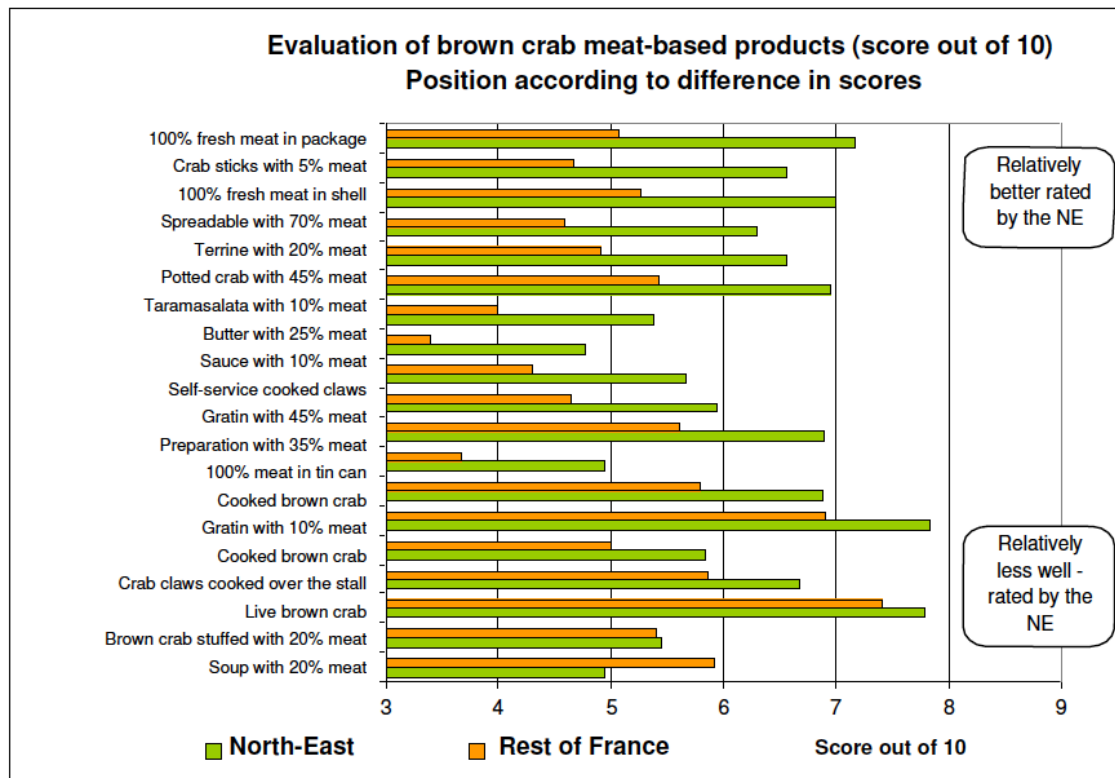 Evaluation of brown crab meat-based products (score out of 10)
Position according to difference in scores
100% fresh meat in package
Crab sticks with 5% meat
100% fresh meat in shell
Spreadable with 70% meat
Terrine with 20% meat
Potted crab with 45% meat
Taramasalata with 10% meat
Butter with 25% meat
Sauce with 10% meat
Self-service cooked claws
Gratin with 45% meat
Preparation with 35% meat
100% meat in tin can
Cooked brown crab
Gratin with 10% meat
Cooked brown crab
Crab claws cooked over the stall
Live brown crab
Brown crab stuffed with 20% meat
Soup with 20% meat
Relatively
better rated
by the NE
Relatively
less well -
rated by the
NE
3 4 5 6 7 8 9
North-East Rest of France Score out of 10